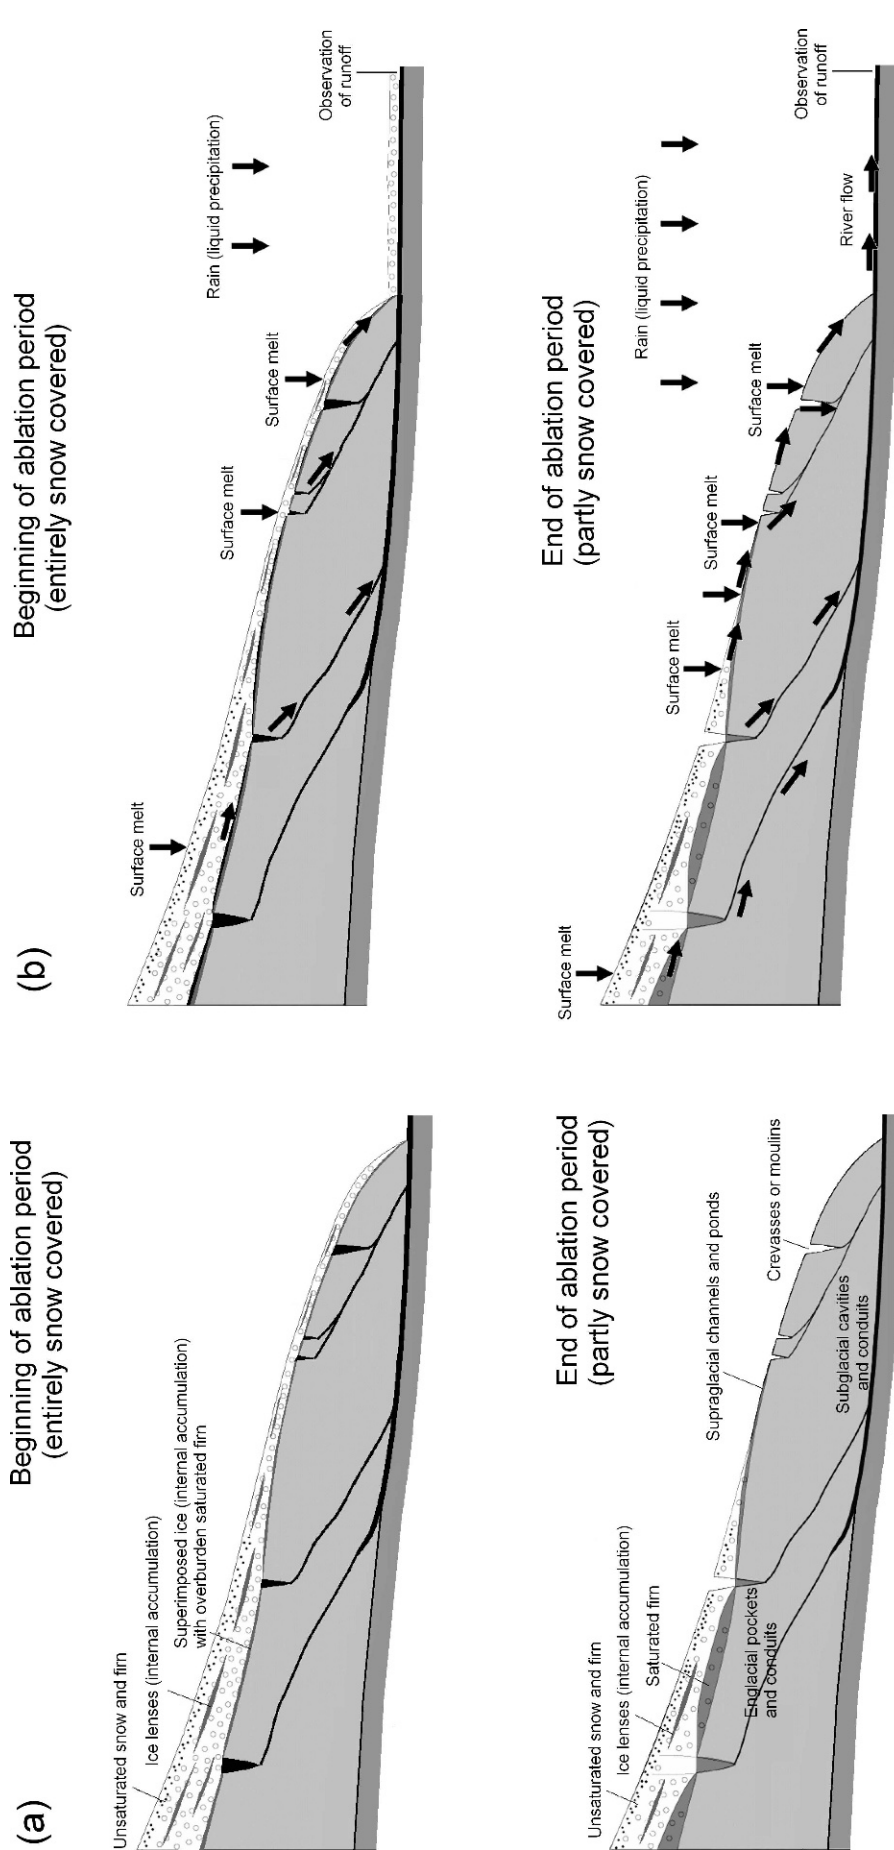 (a)
Beginning of ablation period
(entirely snow covered)
Unsaturated snow and firn
Ice lenses (internal accumulation)
Superimposed ice (internal accumulation)
with overburden saturated firn
End of ablation period
(partly snow covered)
Unsaturated snow and firn
Ice lenses (internal accumulation)
Saturated firn
Supraglacial channels and ponds
Crevasses or moulins
Englacial pockets
and conduits
Subglacial cavities
and conduits
(b)
Beginning of ablation period
(entirely snow covered)
Surface melt
Surface melt
Surface melt
Rain (liquid precipitation)
Observation
of runoff
End of ablation period
(partly snow covered)
Surface melt
Surface melt
Surface melt
Surface melt
Rain (liquid precipitation)
River flow
Observation
of runoff